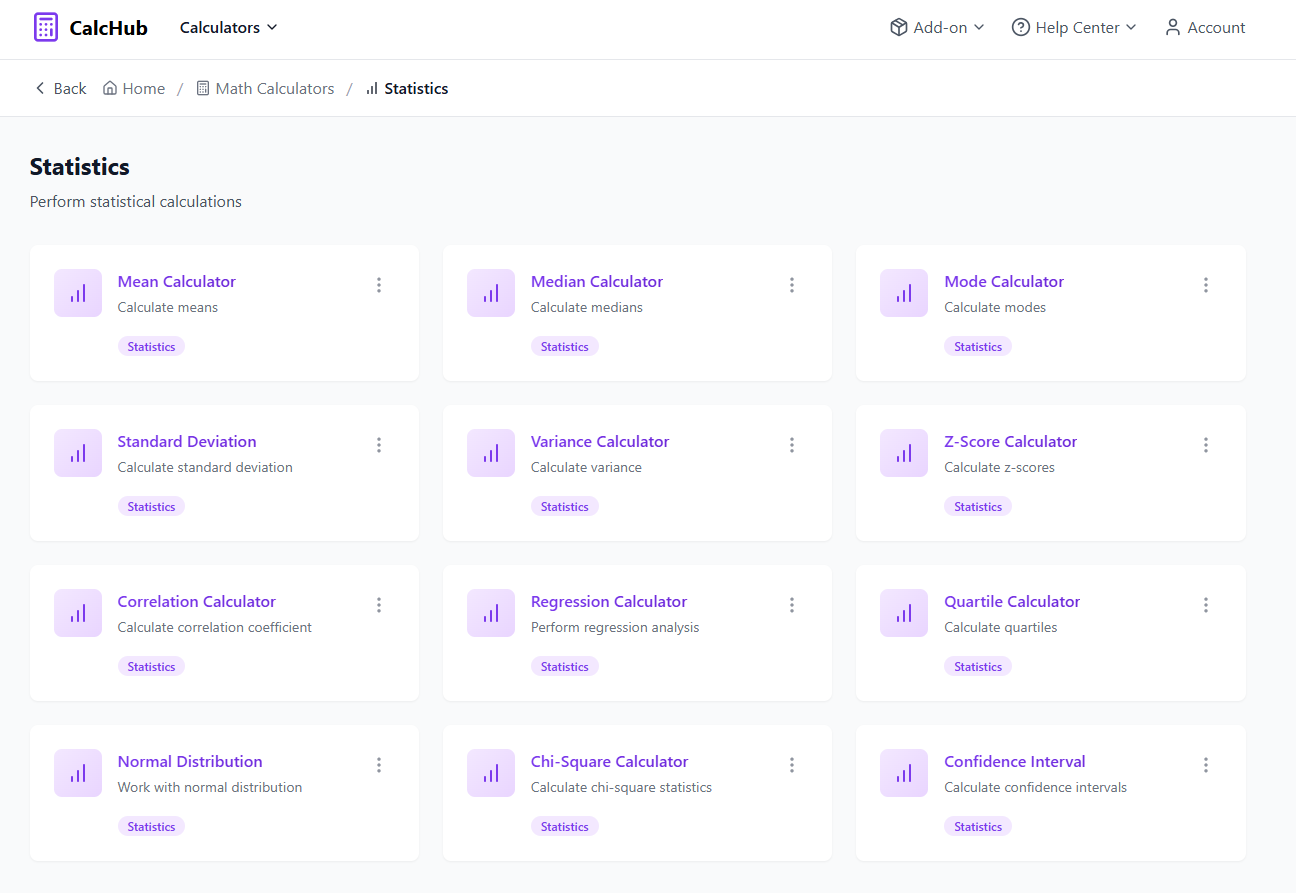 CalcHub Calculators Add-on Help Center Account
Back Home / Math Calculators / Statistics
Statistics
Perform statistical calculations
Mean Calculator
Calculate means
Statistics
Median Calculator
Calculate medians
Statistics
Mode Calculator
Calculate modes
Statistics
Standard Deviation
Calculate standard deviation
Statistics
Variance Calculator
Calculate variance
Statistics
Z-Score Calculator
Calculate z-scores
Statistics
Correlation Calculator
Calculate correlation coefficient
Statistics
Regression Calculator
Perform regression analysis
Statistics
Quartile Calculator
Calculate quartiles
Statistics
Normal Distribution
Work with normal distribution
Statistics
Chi-Square Calculator
Calculate chi-square statistics
Statistics
Confidence Interval
Calculate confidence intervals
Statistics